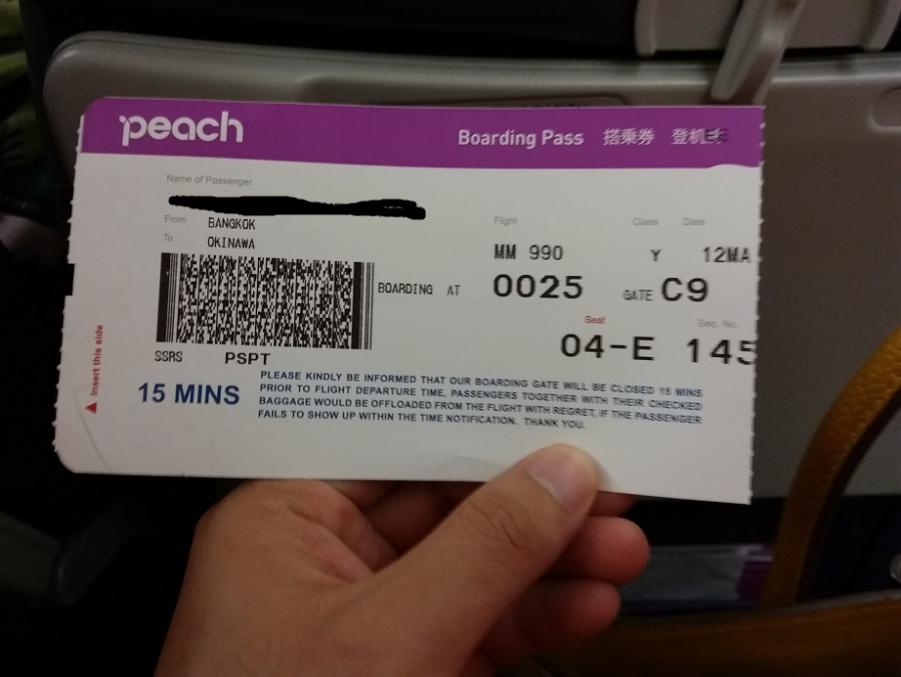 peach
Boarding Pass 搭乗券 登机
Name of Passenger
From BANGKOK
To OKINAWA
Flight Class Date
MM 990 Y 12MA
BOARDING AT 0025 GATE C9
Seat Seq. No.
04-E 145
SSRS PSPT
Insert this side
15 MINS
PLEASE KINDLY BE INFORMED THAT OUR BOARDING GATE WILL BE CLOSED 15 MINS
PRIOR TO FLIGHT DEPARTURE TIME, PASSENGERS TOGETHER WITH THEIR CHECKED
BAGGAGE WOULD BE OFFLOADED FROM THE FLIGHT WITH REGRET, IF THE PASSENGER
FAILS TO SHOW UP WITHIN THE TIME NOTIFICATION. THANK YOU.